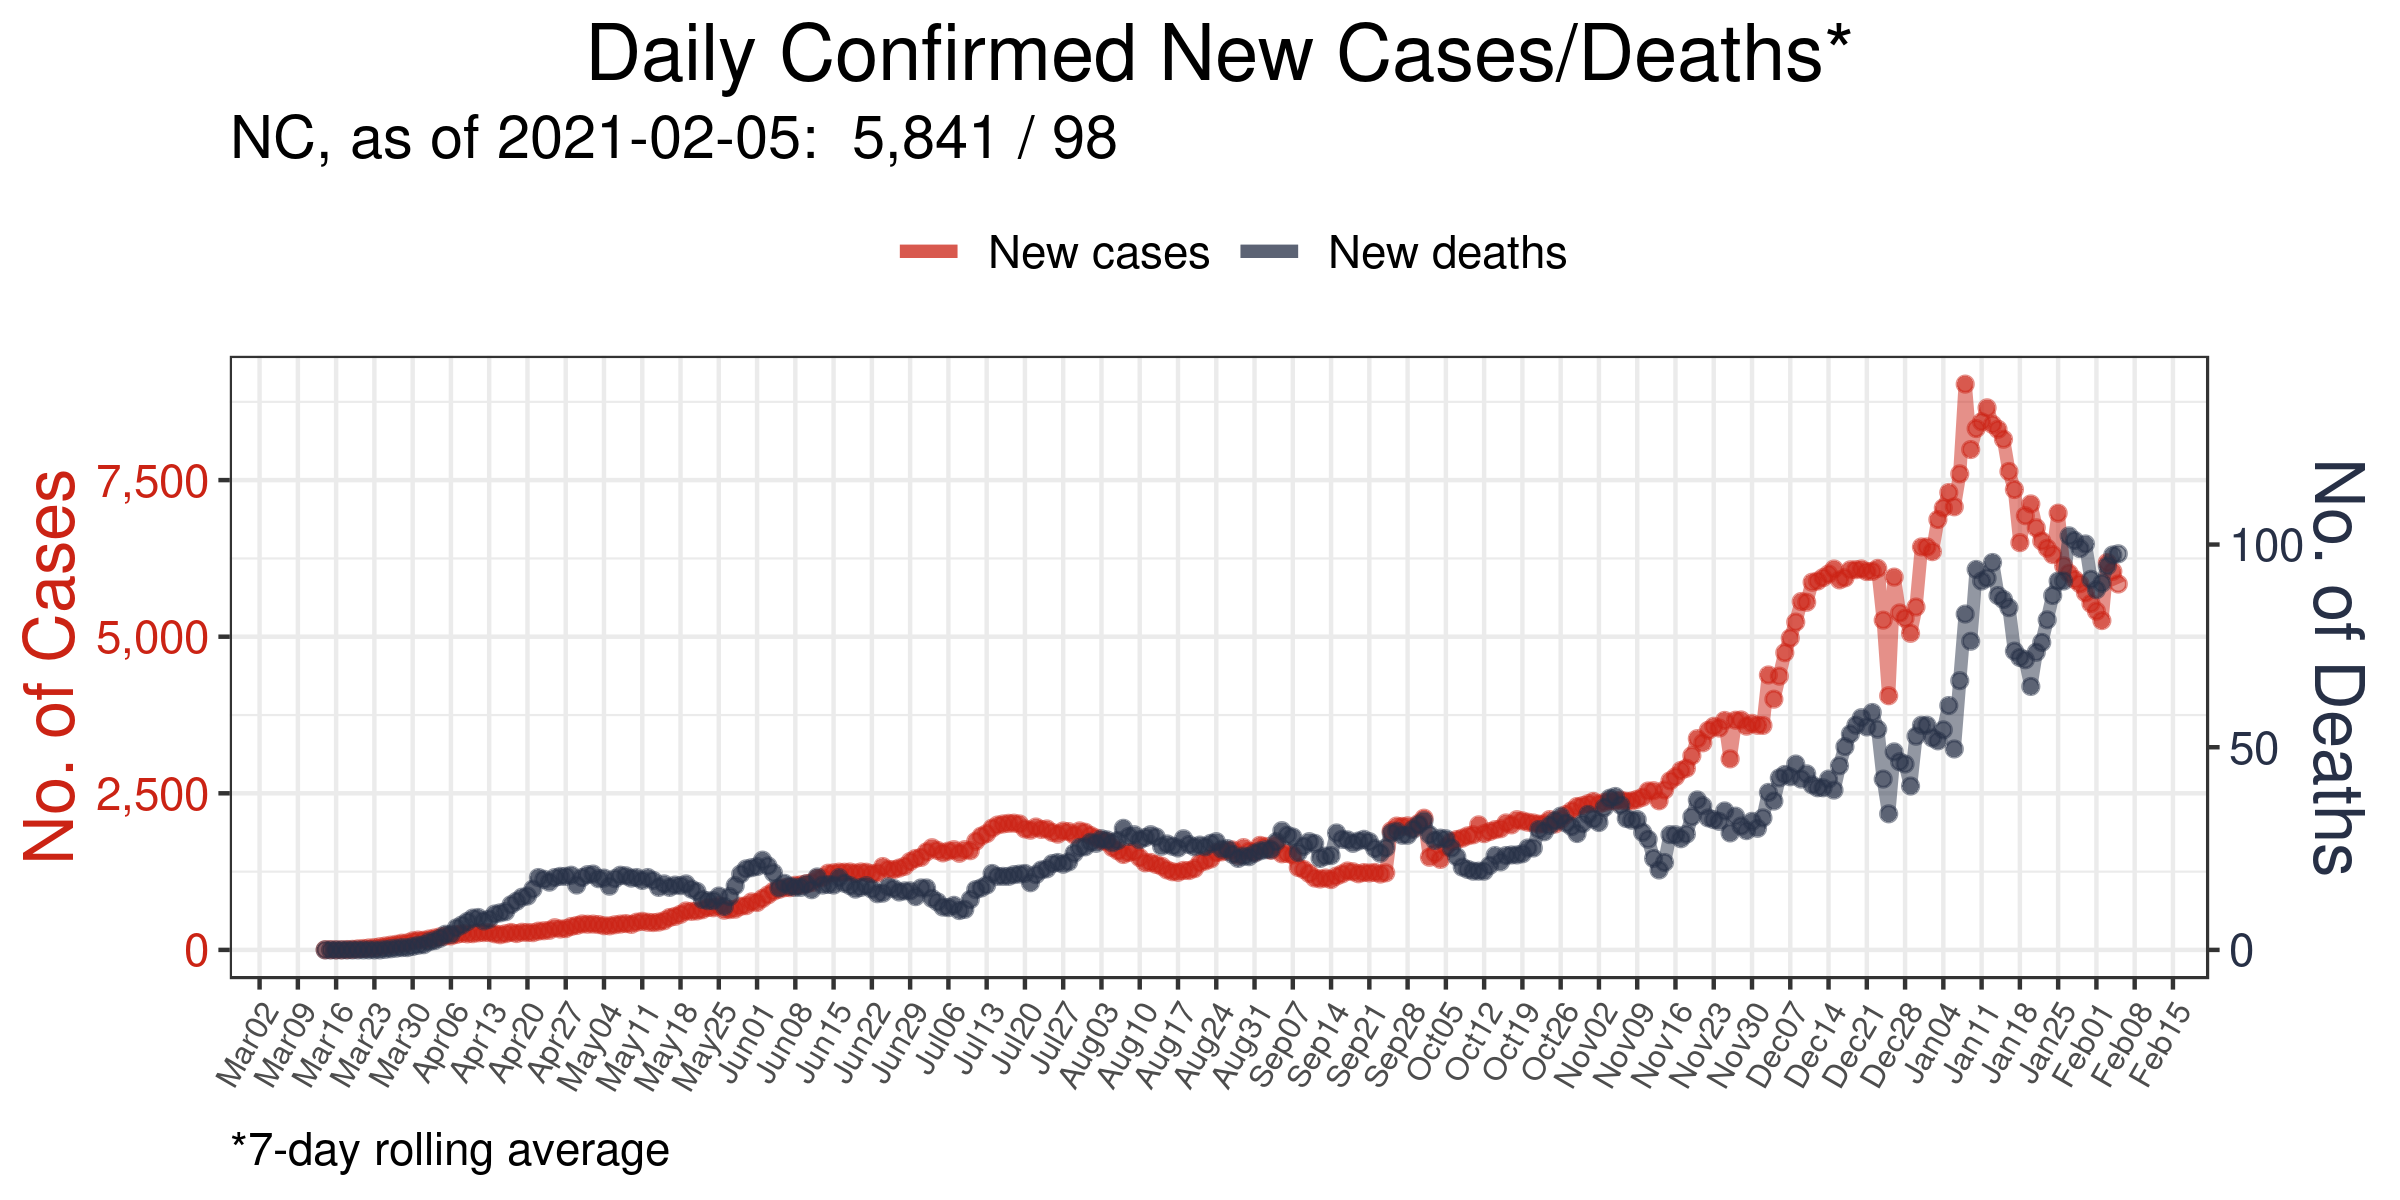 Daily Confirmed New Cases/Deaths*
NC, as of 2021-02-05:  5,841 / 98
New cases
New deaths
No. of Cases
7,500
5,000
2,500
0
100
50
0
No. of Deaths
Mar02
Mar09
Mar16
Mar23
Mar30
Apr06
Apr13
Apr20
Apr27
May04
May11
May18
May25
Jun01
Jun08
Jun15
Jun22
Jun29
Jul06
Jul13
Jul20
Jul27
Aug03
Aug10
Aug17
Aug24
Aug31
Sep07
Sep14
Sep21
Sep28
Oct05
Oct12
Oct19
Oct26
Nov02
Nov09
Nov16
Nov23
Nov30
Dec07
Dec14
Dec21
Dec28
Jan04
Jan11
Jan18
Jan25
Feb01
Feb08
Feb15
*7-day rolling average